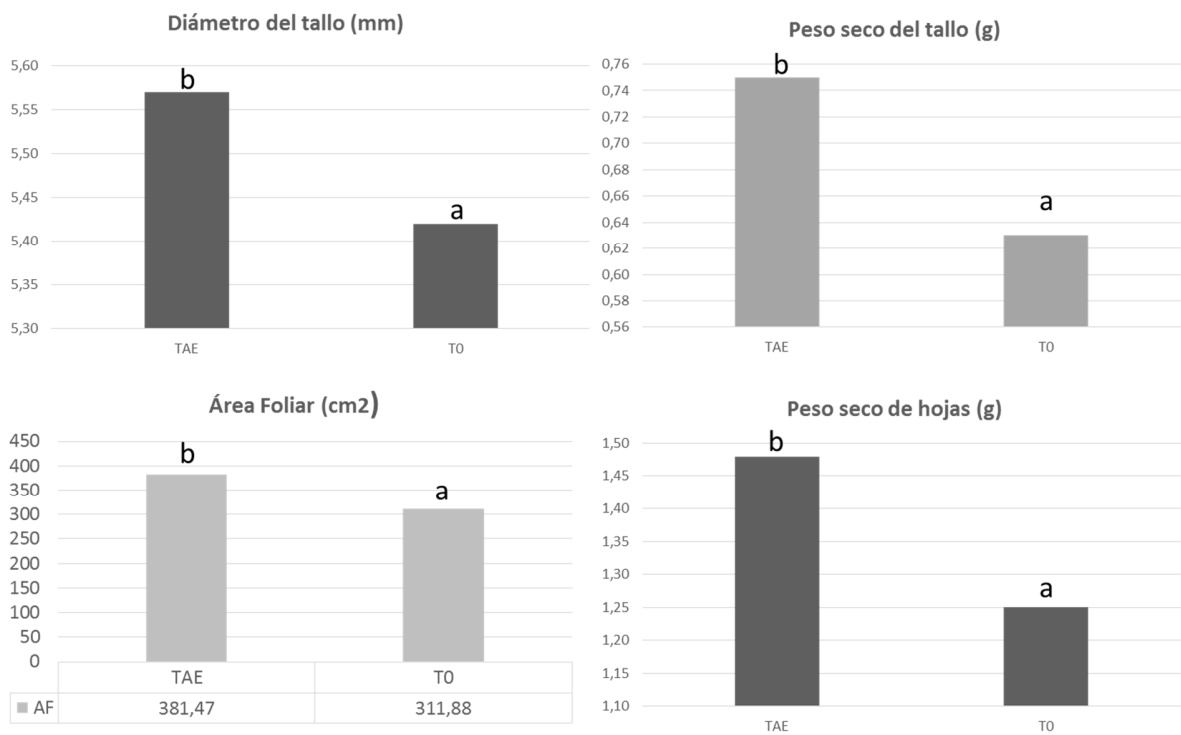 Diámetro del tallo (mm)
5,60
5,55
5,50
5,45
5,40
5,35
5,30
b
a
TAE
T0
Peso seco del tallo (g)
0,76
0,74
0,72
0,70
0,68
0,66
0,64
0,62
0,60
0,58
0,56
b
a
TAE
T0
Área Foliar (cm2)
450
400
350
300
250
200
150
100
50
0
b
a
TAE T0
AF 381,47 311,88
Peso seco de hojas (g)
1,50
1,45
1,40
1,35
1,30
1,25
1,20
1,15
1,10
b
a
TAE
T0